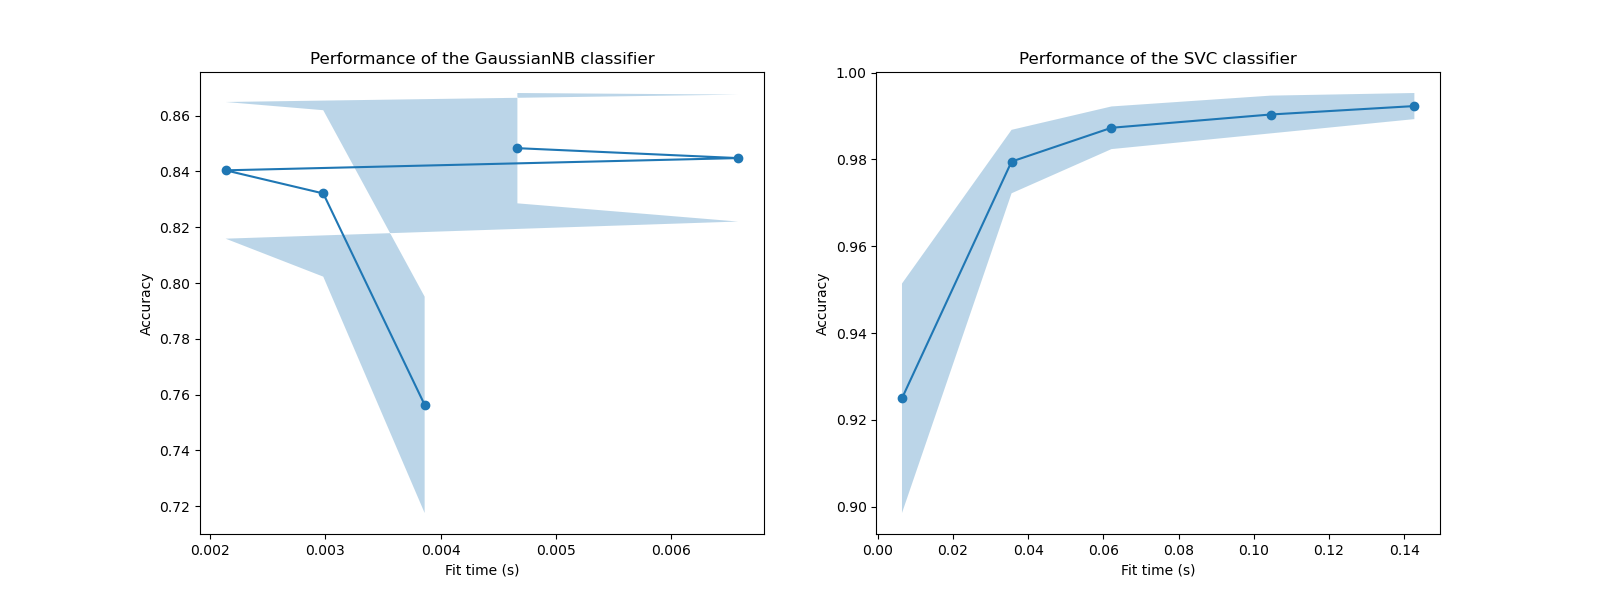 Performance of the GaussianNB classifier
Accuracy
0.86
0.84
0.82
0.80
0.78
0.76
0.74
0.72
0.002 0.003 0.004 0.005 0.006
Fit time (s)
Performance of the SVC classifier
Accuracy
1.00
0.98
0.96
0.94
0.92
0.90
0.00 0.02 0.04 0.06 0.08 0.10 0.12 0.14
Fit time (s)